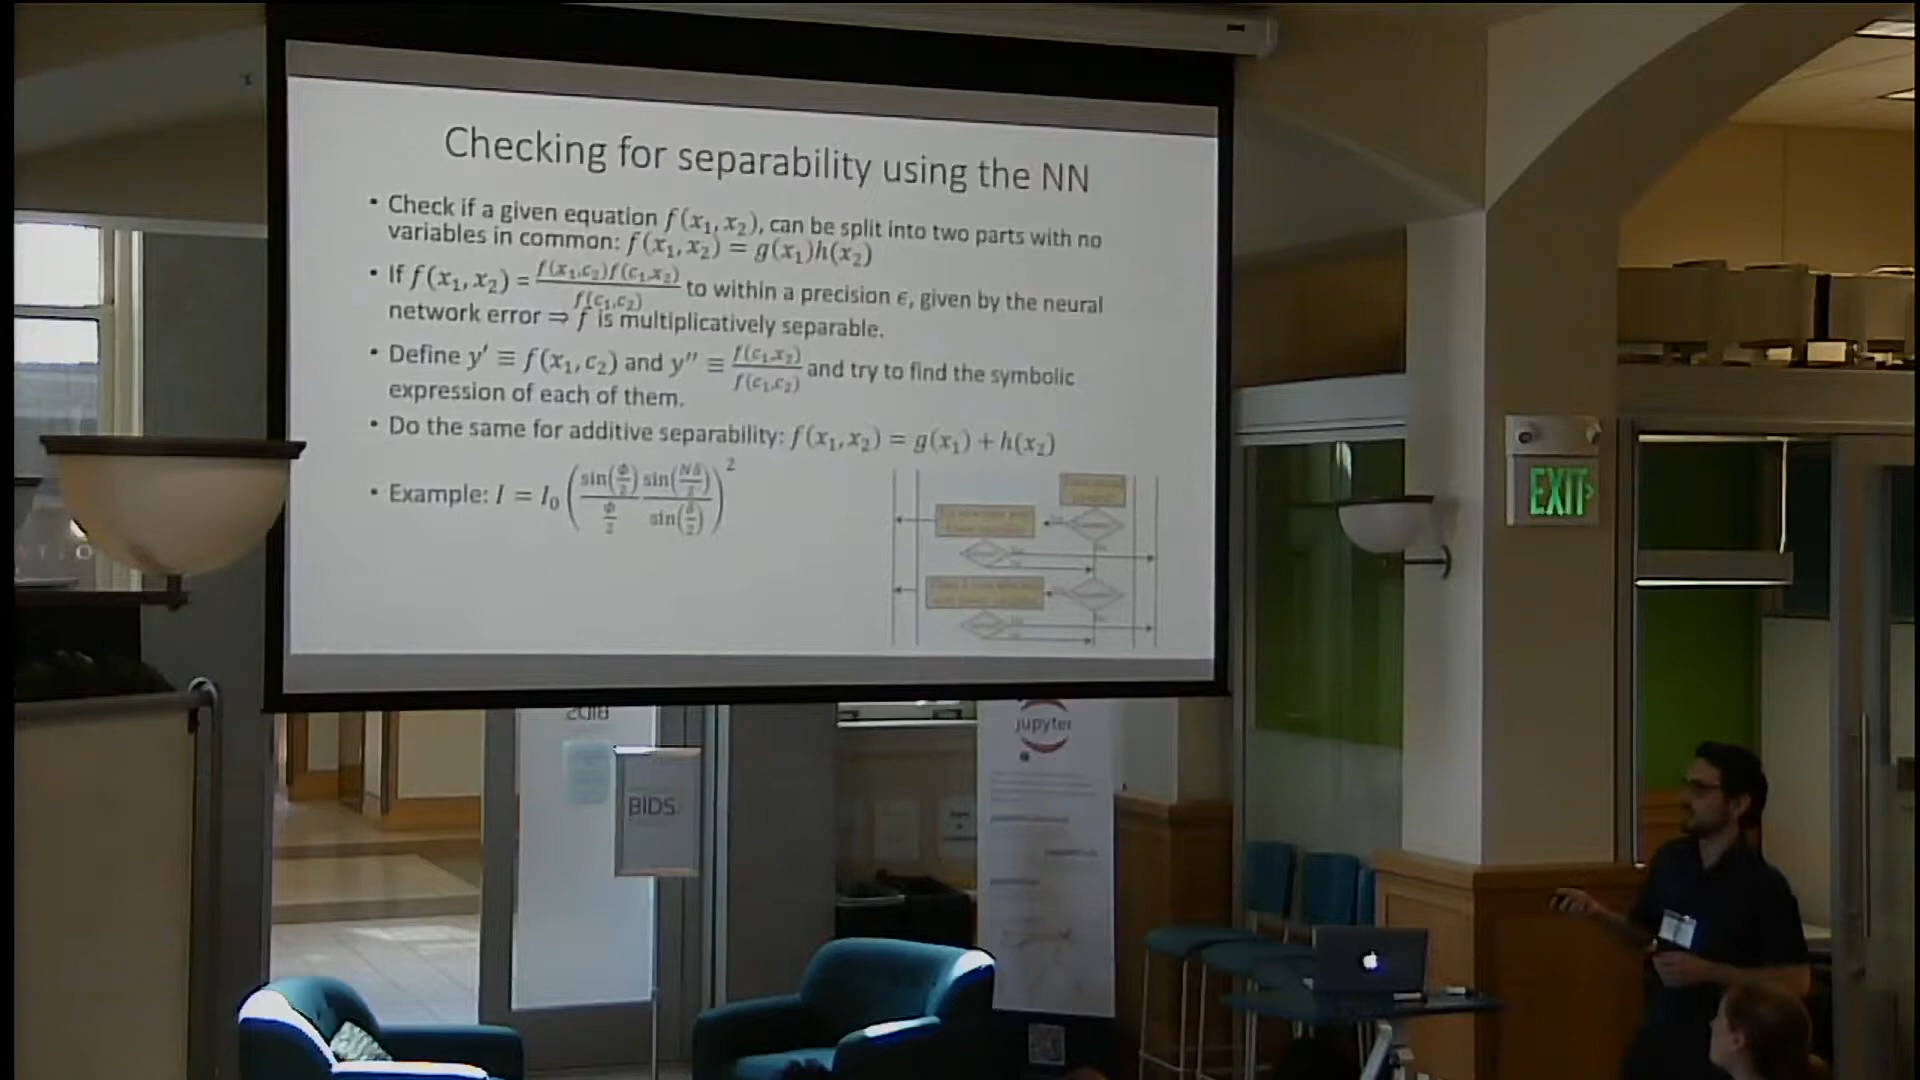 Checking for separability using the NN
• Check if a given equation f(x₁, x₂), can be split into two parts with no
variables in common: f(x₁, x₂) = g(x₁)h(x₂)
• If f(x₁, x₂) = f(x₁,c₂)f(c₁,x₂) / f(c₁,c₂) to within a precision ϵ, given by the neural
network error ⇒ f is multiplicatively separable.
• Define y′ ≡ f(x₁, c₂) and y″ ≡ f(c₁,x₂) / f(c₁,c₂) and try to find the symbolic
expression of each of them.
• Do the same for additive separability: f(x₁, x₂) = g(x₁) + h(x₂)
• Example: I = I₀ (sin(Φ/2) / (Φ/2) sin(Nδ/2) / sin(δ/2))²
EXIT
2018
jupyter
BIDS